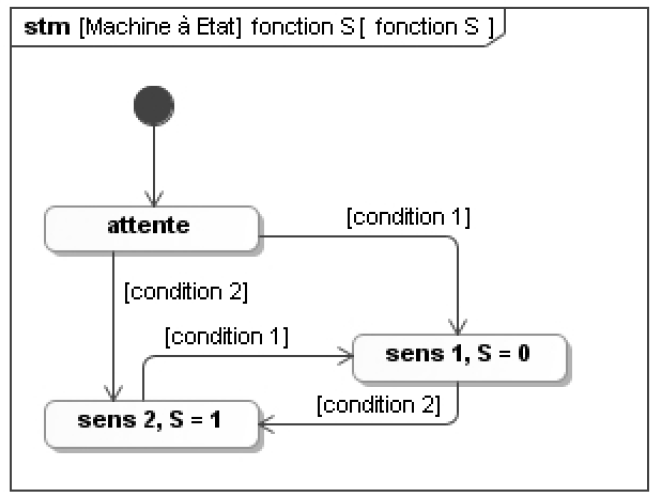 stm [Machine à Etat] fonction S [ fonction S ]
attente
[condition 1]
[condition 2]
[condition 1]
sens 1, S = 0
[condition 2]
sens 2, S = 1